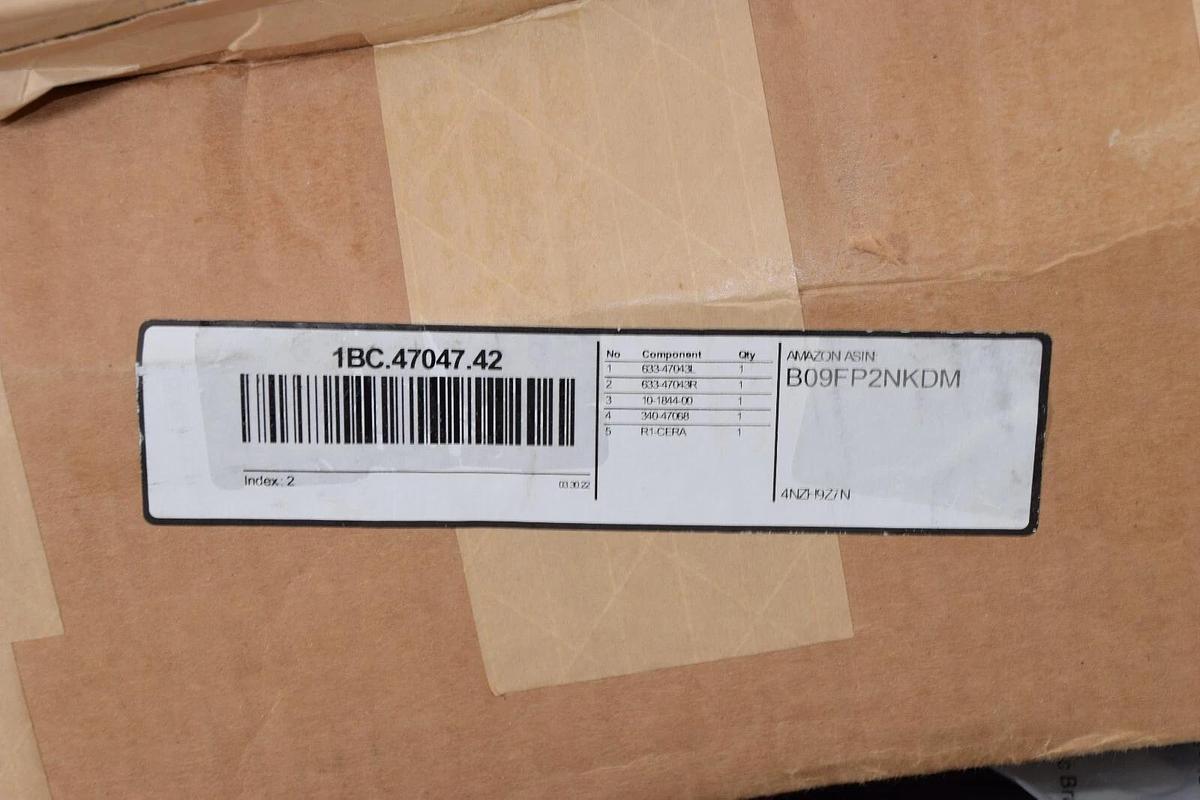 1BC.47047.42
Index: 2
03.30.22
No Component Qty
1 633-47043L 1
2 633-47043R 1
3 10-1844-00 1
4 340-47068 1
5 R1-CERA 1
AMAZON ASIN:
B09FP2NKDM
4NZH9Z7N